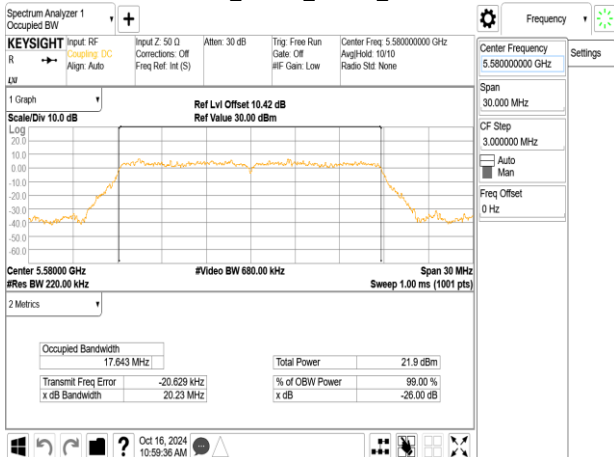 Spectrum Analyzer 1
Occupied BW
Frequency
KEYSIGHT
R
LXI
Input: RF
Coupling: DC
Align: Auto
Input Z: 50 Ω
Corrections: Off
Freq Ref: Int (S)
Atten: 30 dB
Trig: Free Run
Gate: Off
#IF Gain: Low
Center Freq: 5.580000000 GHz
Avg|Hold: 10/10
Radio Std: None
Center Frequency
5.580000000 GHz
Settings
Span
30.000 MHz
CF Step
3.000000 MHz
Auto
Man
Freq Offset
0 Hz
1 Graph
Ref Lvl Offset 10.42 dB
Scale/Div 10.0 dB
Ref Value 30.00 dBm
Log
20.0
10.0
0.00
-10.0
-20.0
-30.0
-40.0
-50.0
-60.0
Center 5.58000 GHz
#Video BW 680.00 kHz
Span 30 MHz
#Res BW 220.00 kHz
Sweep 1.00 ms (1001 pts)
2 Metrics
Occupied Bandwidth
17.643 MHz
Total Power 21.9 dBm
Transmit Freq Error -20.629 kHz
% of OBW Power 99.00 %
x dB Bandwidth 20.23 MHz
x dB -26.00 dB
?
Oct 16, 2024
10:59:36 AM